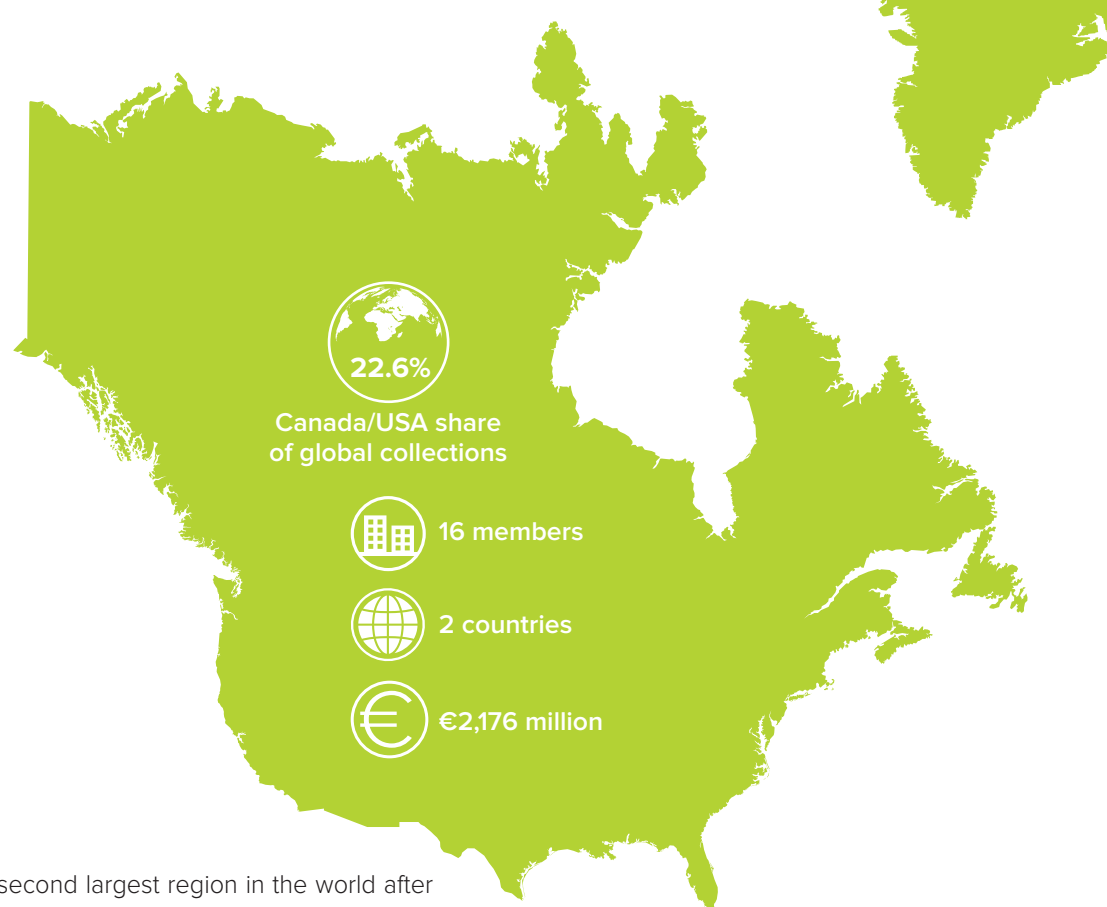 22.6%
Canada/USA share
of global collections
16 members
2 countries
€2,176 million
second largest region in the world after